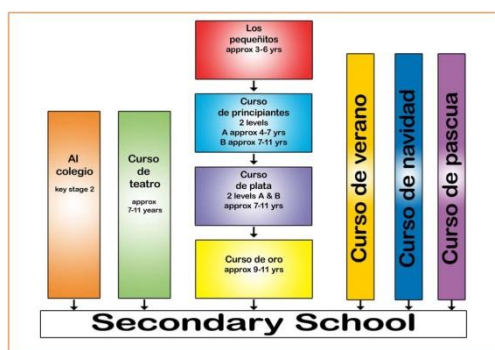 Los
pequeñitos
approx 3-6 yrs
Curso
de principiantes
2 levels
A approx 4-7 yrs
B approx 7-11 yrs
Al
colegio
key stage 2
Curso
de
teatro
approx
7-11 years
Curso
de plata
2 levels A & B
approx 7-11 yrs
Curso de oro
approx 9-11 yrs
Curso de verano
Curso de navidad
Curso de pascua
Secondary School